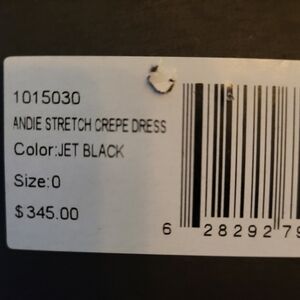 1015030
ANDIE STRETCH CREPE DRESS
Color:JET BLACK
Size:0
$345.00
6 28292 79